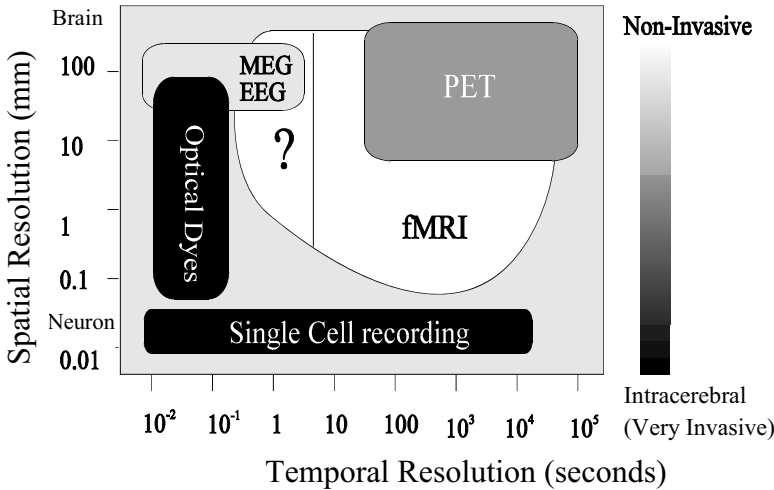 Brain
Non-Invasive
100
MEG
EEG
PET
10
?
Optical Dyes
1
fMRI
0.1
Neuron
Single Cell recording
0.01
Spatial Resolution (mm)
Intracerebral
(Very Invasive)
10⁻² 10⁻¹ 1 10 100 10³ 10⁴ 10⁵
Temporal Resolution (seconds)